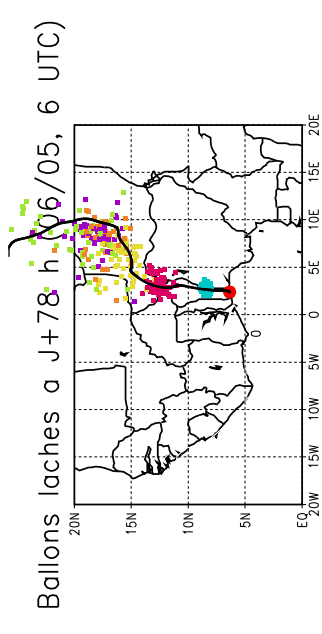 Ballons laches a J+78 h (06/05, 6 UTC)
20N
15N
10N
5N
EQ
20W
15W
10W
5W
0
5E
10E
15E
20E
0